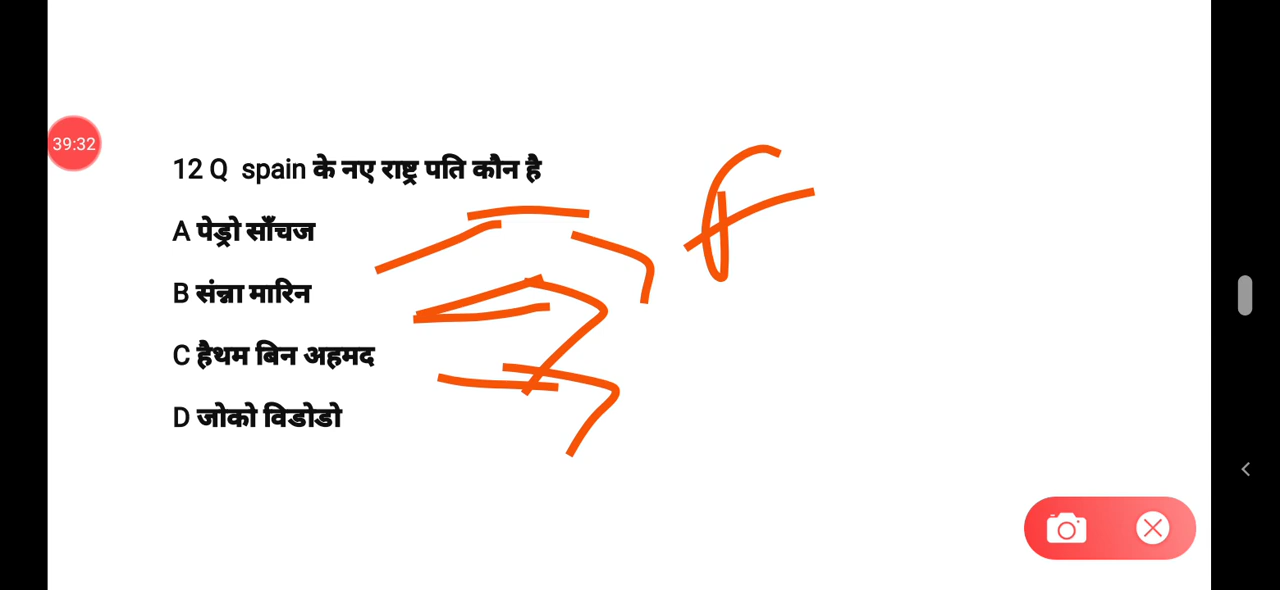 39:32
12 Q spain के नए राष्ट्र पति कौन है
A पेड्रो साँचज
B संन्ना मारिन
C हैथम बिन अहमद
D जोको विडोडो